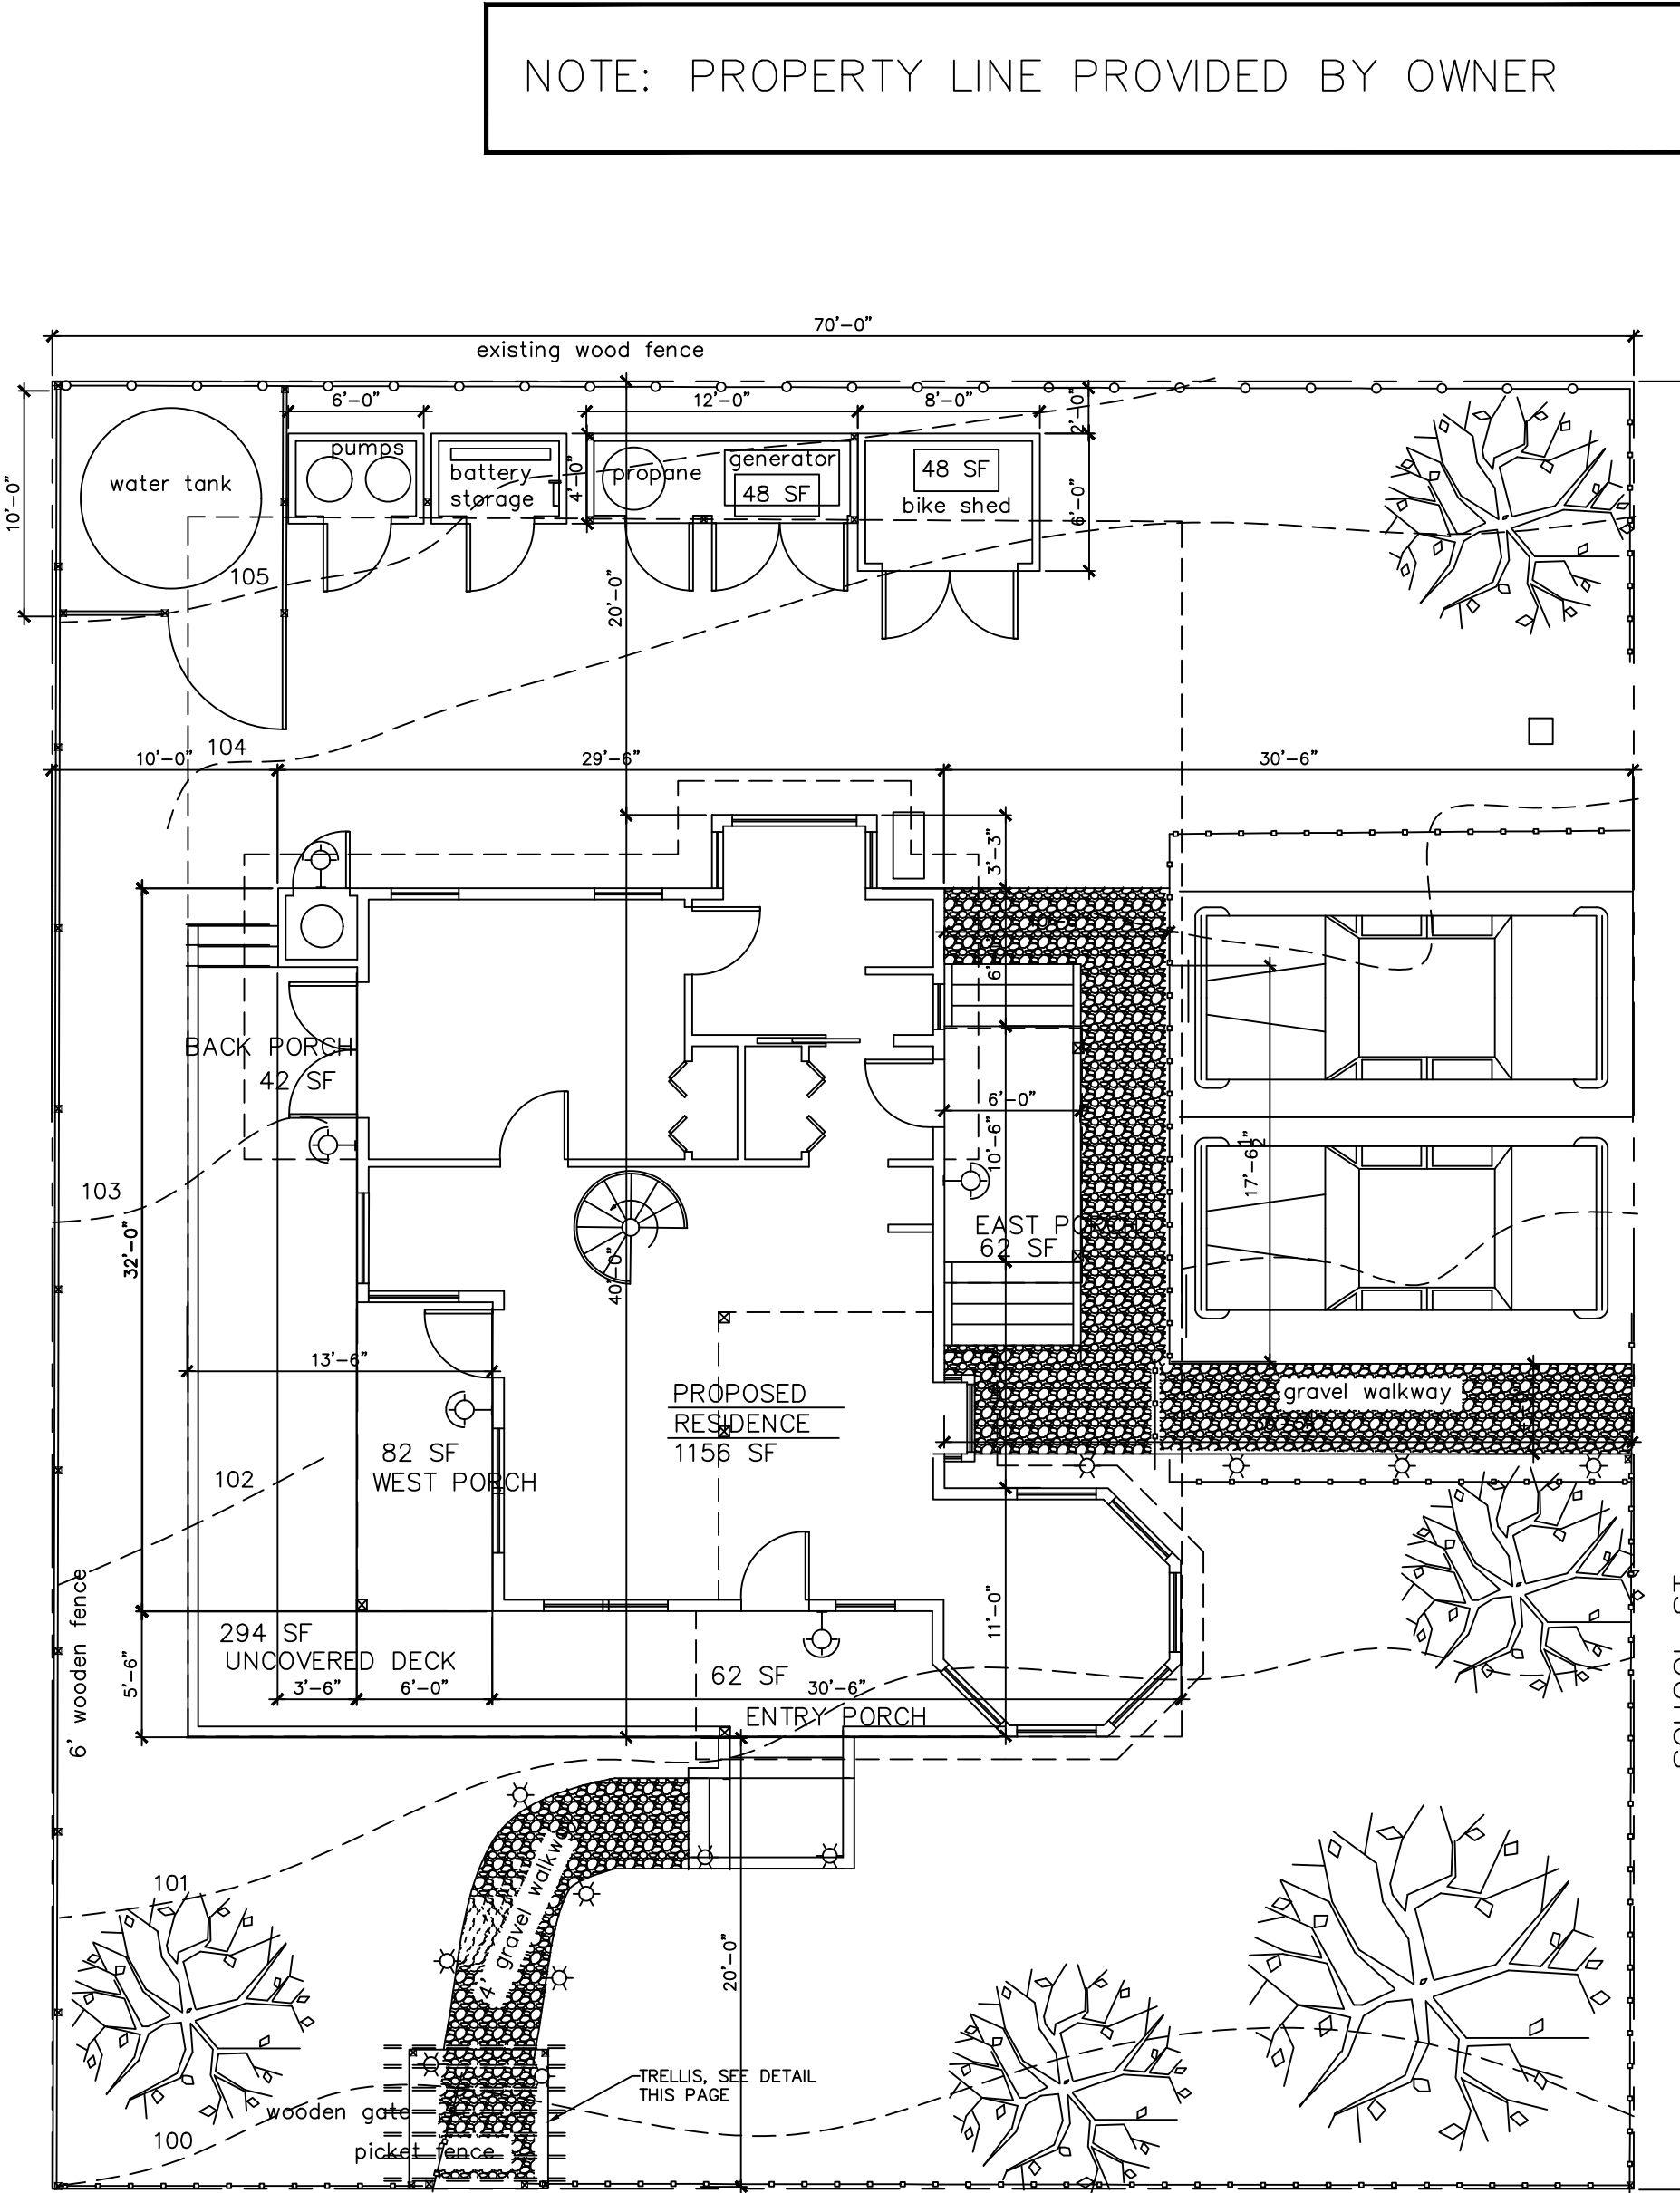 NOTE: PROPERTY LINE PROVIDED BY OWNER
70'-0"
existing wood fence
6'-0"
12'-0"
8'-0"
2'-0"
10'-0"
water tank
pumps
battery
storage
4'-0"
propane
generator
48 SF
48 SF
bike shed
6'-0"
105
20'-0"
10'-0"
104
29'-6"
30'-6"
3'-3"
BACK PORCH
42 SF
6'-0"
10'-6"
17'-6½"
103
32'-0"
40'-0"
EAST PORCH
62 SF
13'-6"
PROPOSED
RESIDENCE
1156 SF
gravel walkway
82 SF
WEST PORCH
102
6' wooden fence
294 SF
UNCOVERED DECK
5'-6"
3'-6"
6'-0"
62 SF
30'-6"
11'-0"
ENTRY PORCH
101
4' gravel walkway
20'-0"
TRELLIS, SEE DETAIL
THIS PAGE
wooden gate
100
picket fence